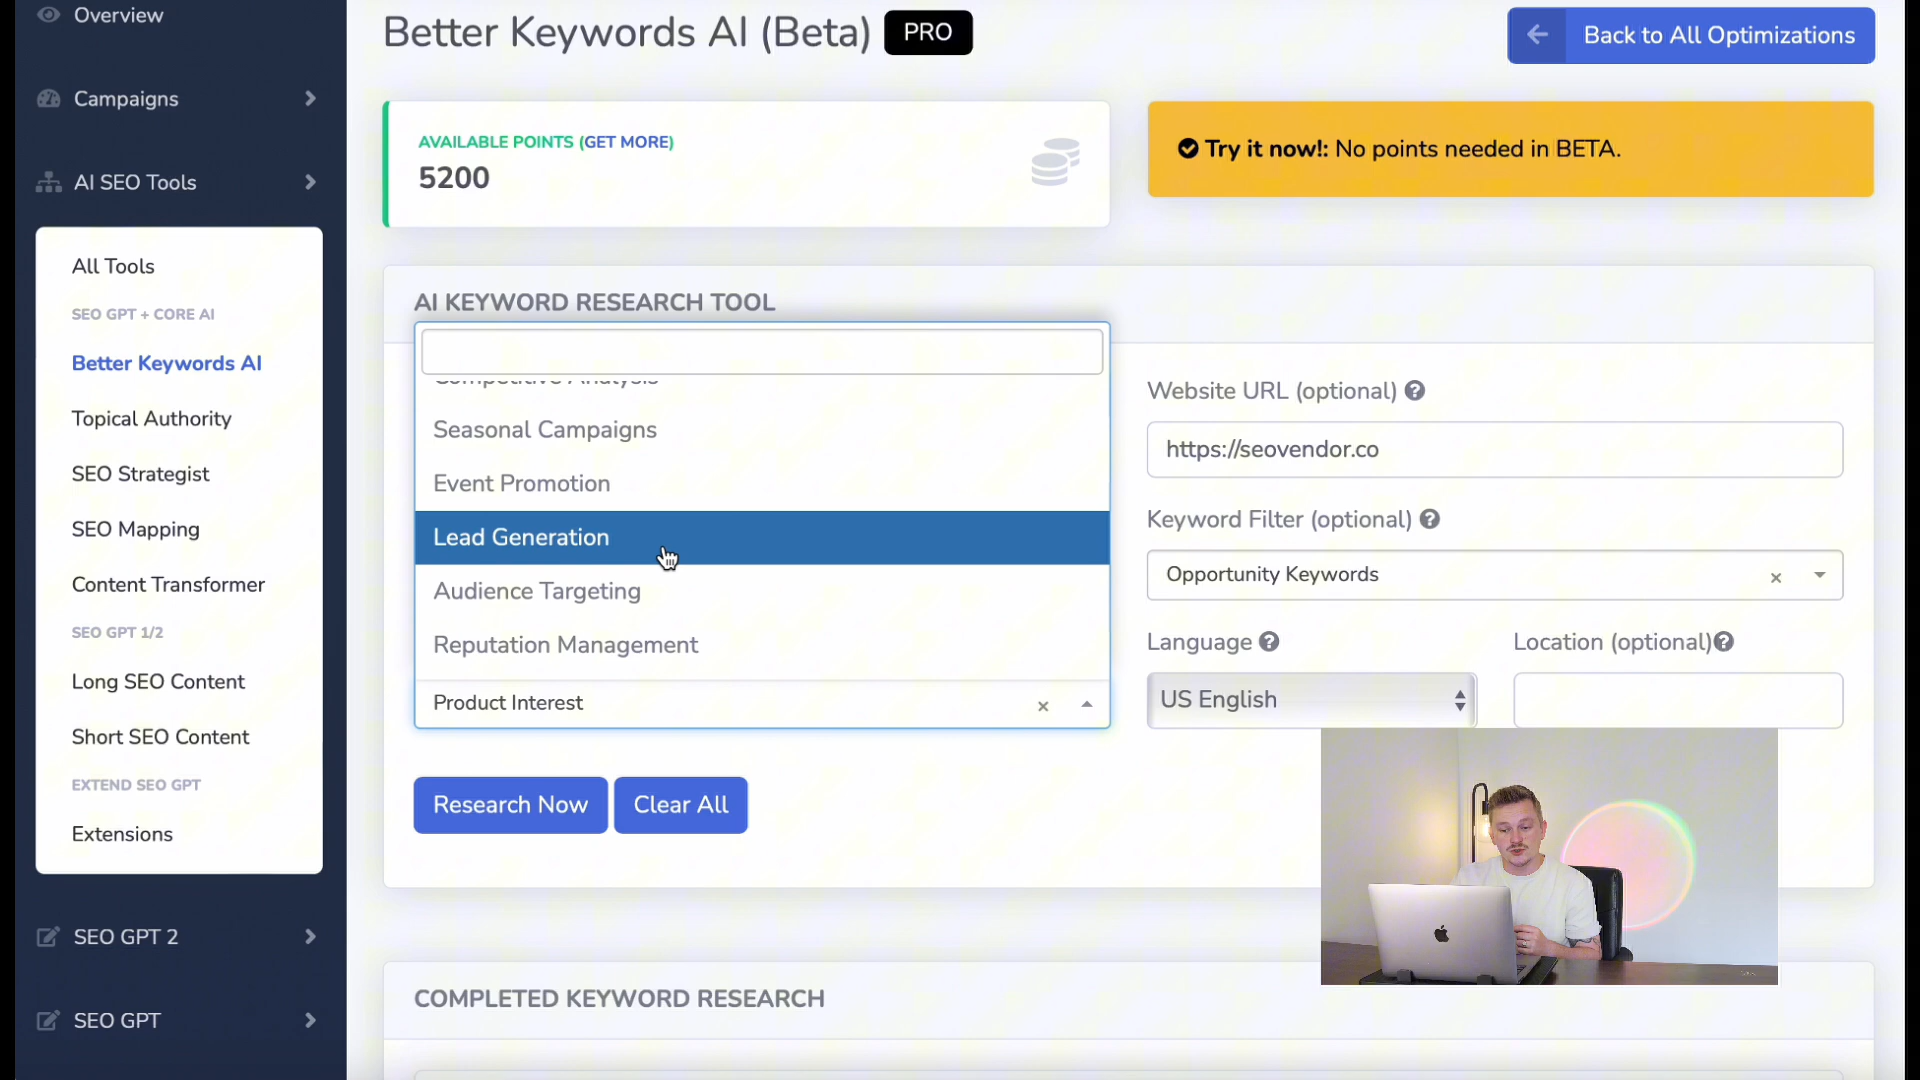 Overview
Campaigns
AI SEO Tools
All Tools
SEO GPT + CORE AI
Better Keywords AI
Topical Authority
SEO Strategist
SEO Mapping
Content Transformer
SEO GPT 1/2
Long SEO Content
Short SEO Content
EXTEND SEO GPT
Extensions
SEO GPT 2
SEO GPT
Better Keywords AI (Beta) PRO
Back to All Optimizations
AVAILABLE POINTS (GET MORE)
5200
Try it now!: No points needed in BETA.
AI KEYWORD RESEARCH TOOL
Competitive Analysis
Seasonal Campaigns
Event Promotion
Lead Generation
Audience Targeting
Reputation Management
Product Interest
Website URL (optional)
https://seovendor.co
Keyword Filter (optional)
Opportunity Keywords
Language
US English
Location (optional)
Research Now
Clear All
COMPLETED KEYWORD RESEARCH